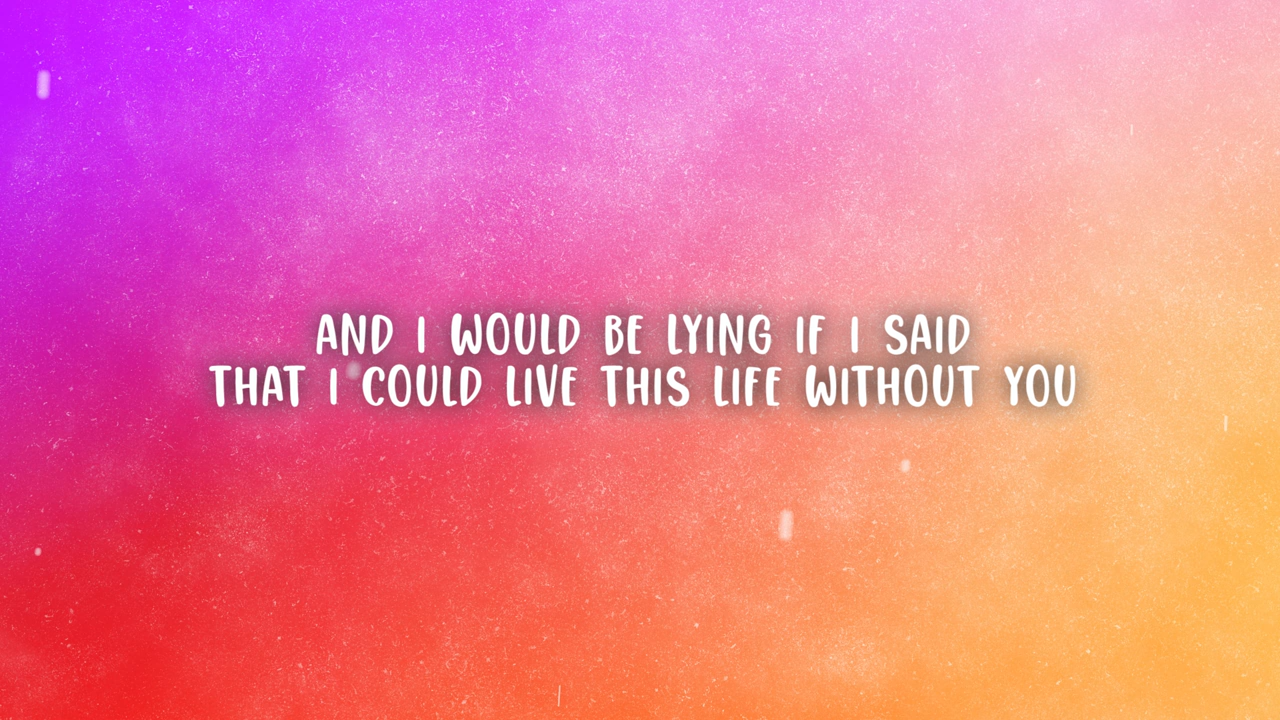 AND I WOULD BE LYING IF I SAID
THAT I COULD LIVE THIS LIFE WITHOUT YOU